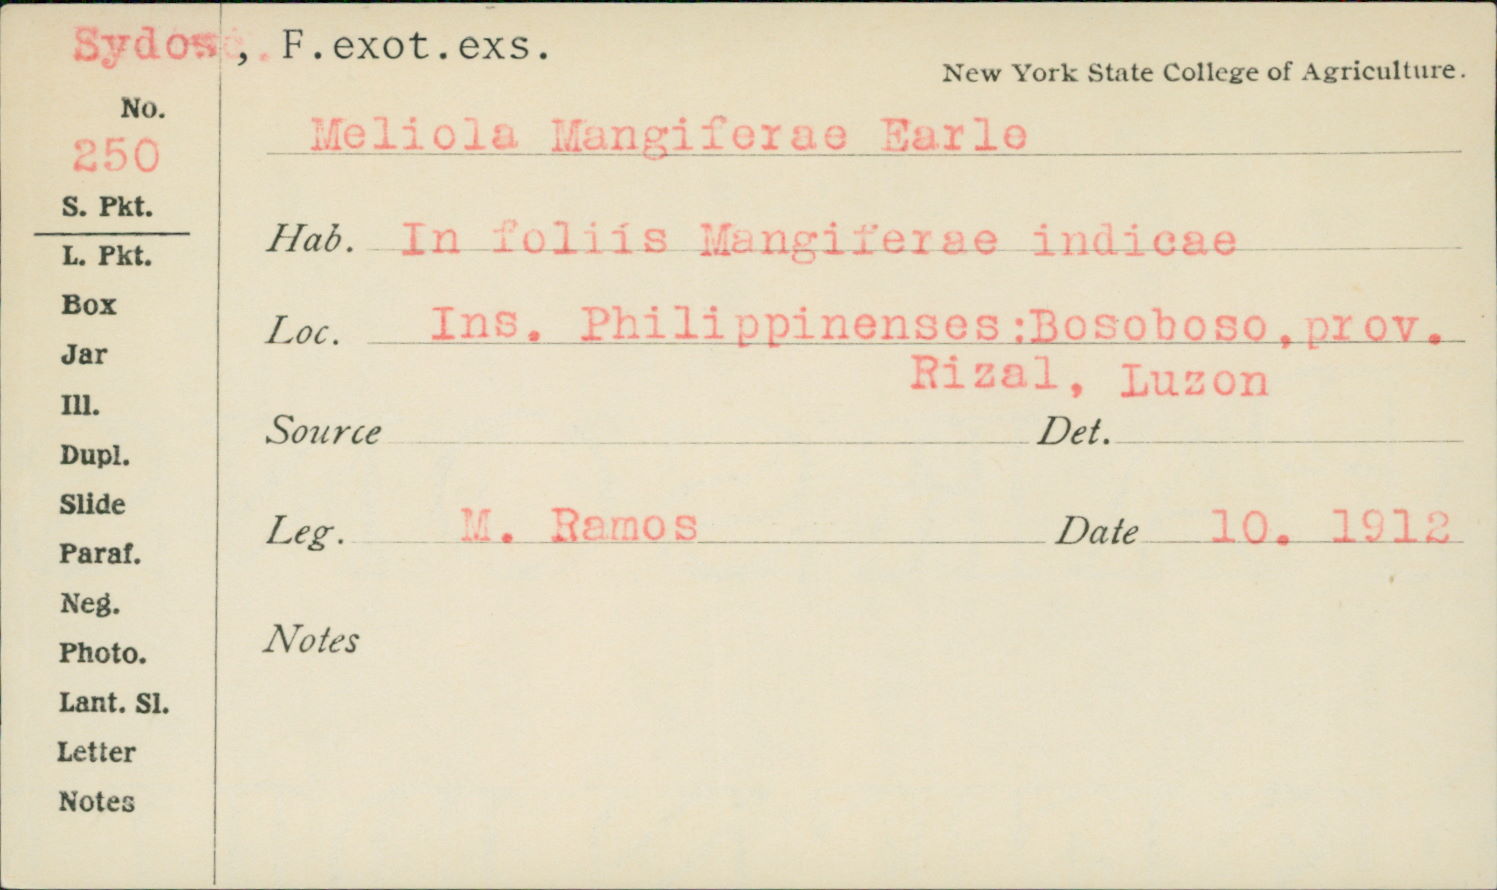 Sydow, F.exot.exs.
New York State College of Agriculture.
No.
250
Meliola Mangiferae Earle
S. Pkt.
L. Pkt.
Box
Jar
Ill.
Dupl.
Slide
Paraf.
Neg.
Photo.
Lant. Sl.
Letter
Notes
Hab. In foliis Mangiferae indicae
Loc. Ins. Philippinenses:Bosoboso,prov.
Rizal, Luzon
Source Det.
Leg. M. Ramos Date 10. 1912
Notes